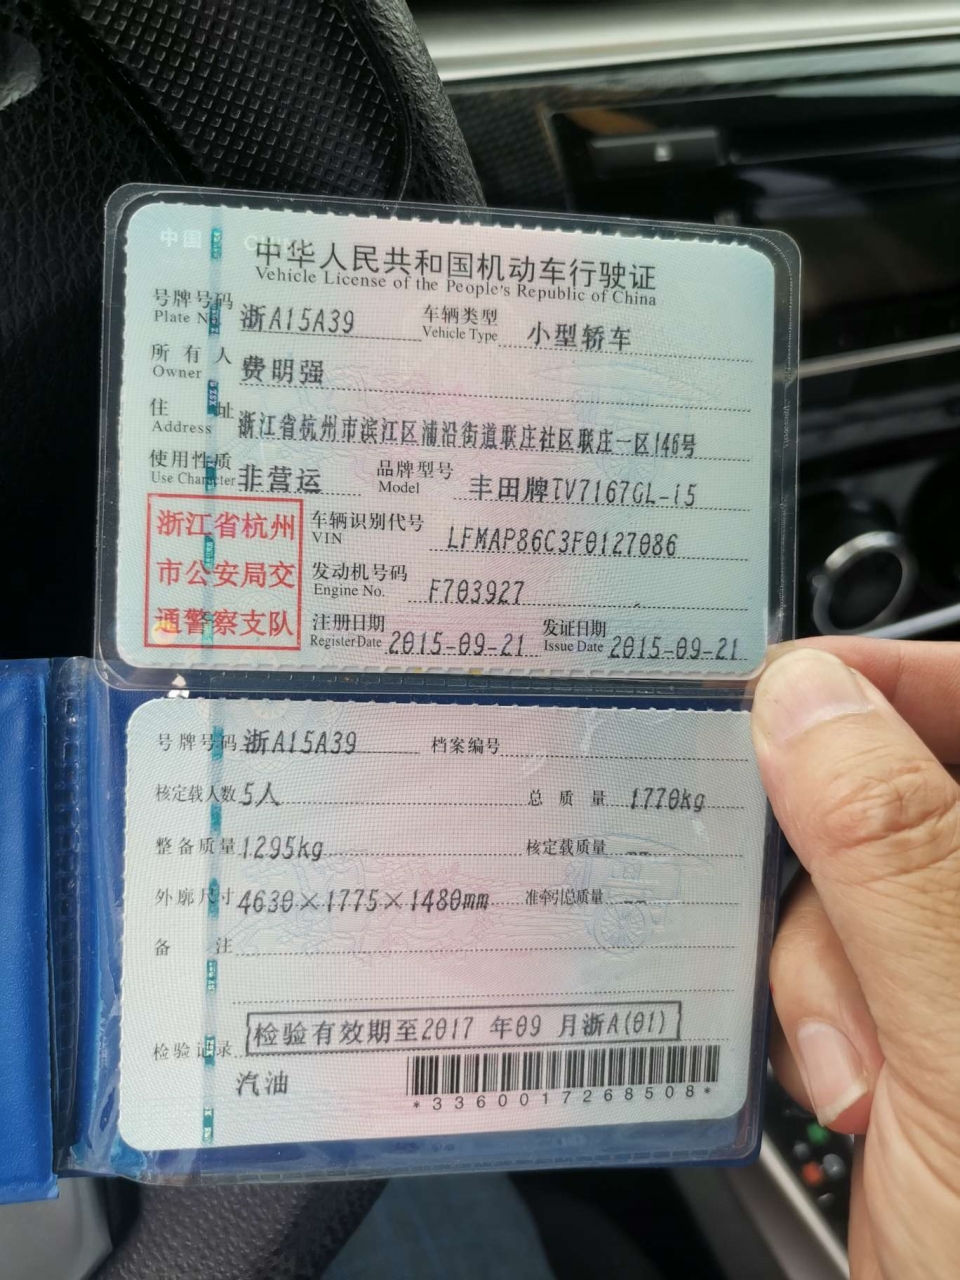 中国 CHINA
中华人民共和国机动车行驶证
Vehicle License of the People's Republic of China
号牌号码 浙A15A39 车辆类型 小型轿车
Plate No. Vehicle Type
所有人 费明强
Owner
住址 浙江省杭州市滨江区浦沿街道联庄社区联庄一区146号
Address
使用性质 非营运 品牌型号 丰田牌TV7167GL-i5
Use Character Model
浙江省杭州
市公安局交
通警察支队
车辆识别代号 LFMAP86C3F0127086
VIN
发动机号码 F703927
Engine No.
注册日期 2015-09-21 发证日期 2015-09-21
Register Date Issue Date
号牌号码 浙A15A39 档案编号
核定载人数 5人 总质量 1770kg
整备质量 1295kg 核定载质量 --
外廓尺寸 4630×1775×1480mm 准牵引总质量 --
备注
检验有效期至2017 年09 月浙A(01)
检验记录
汽油
*3360017268508*